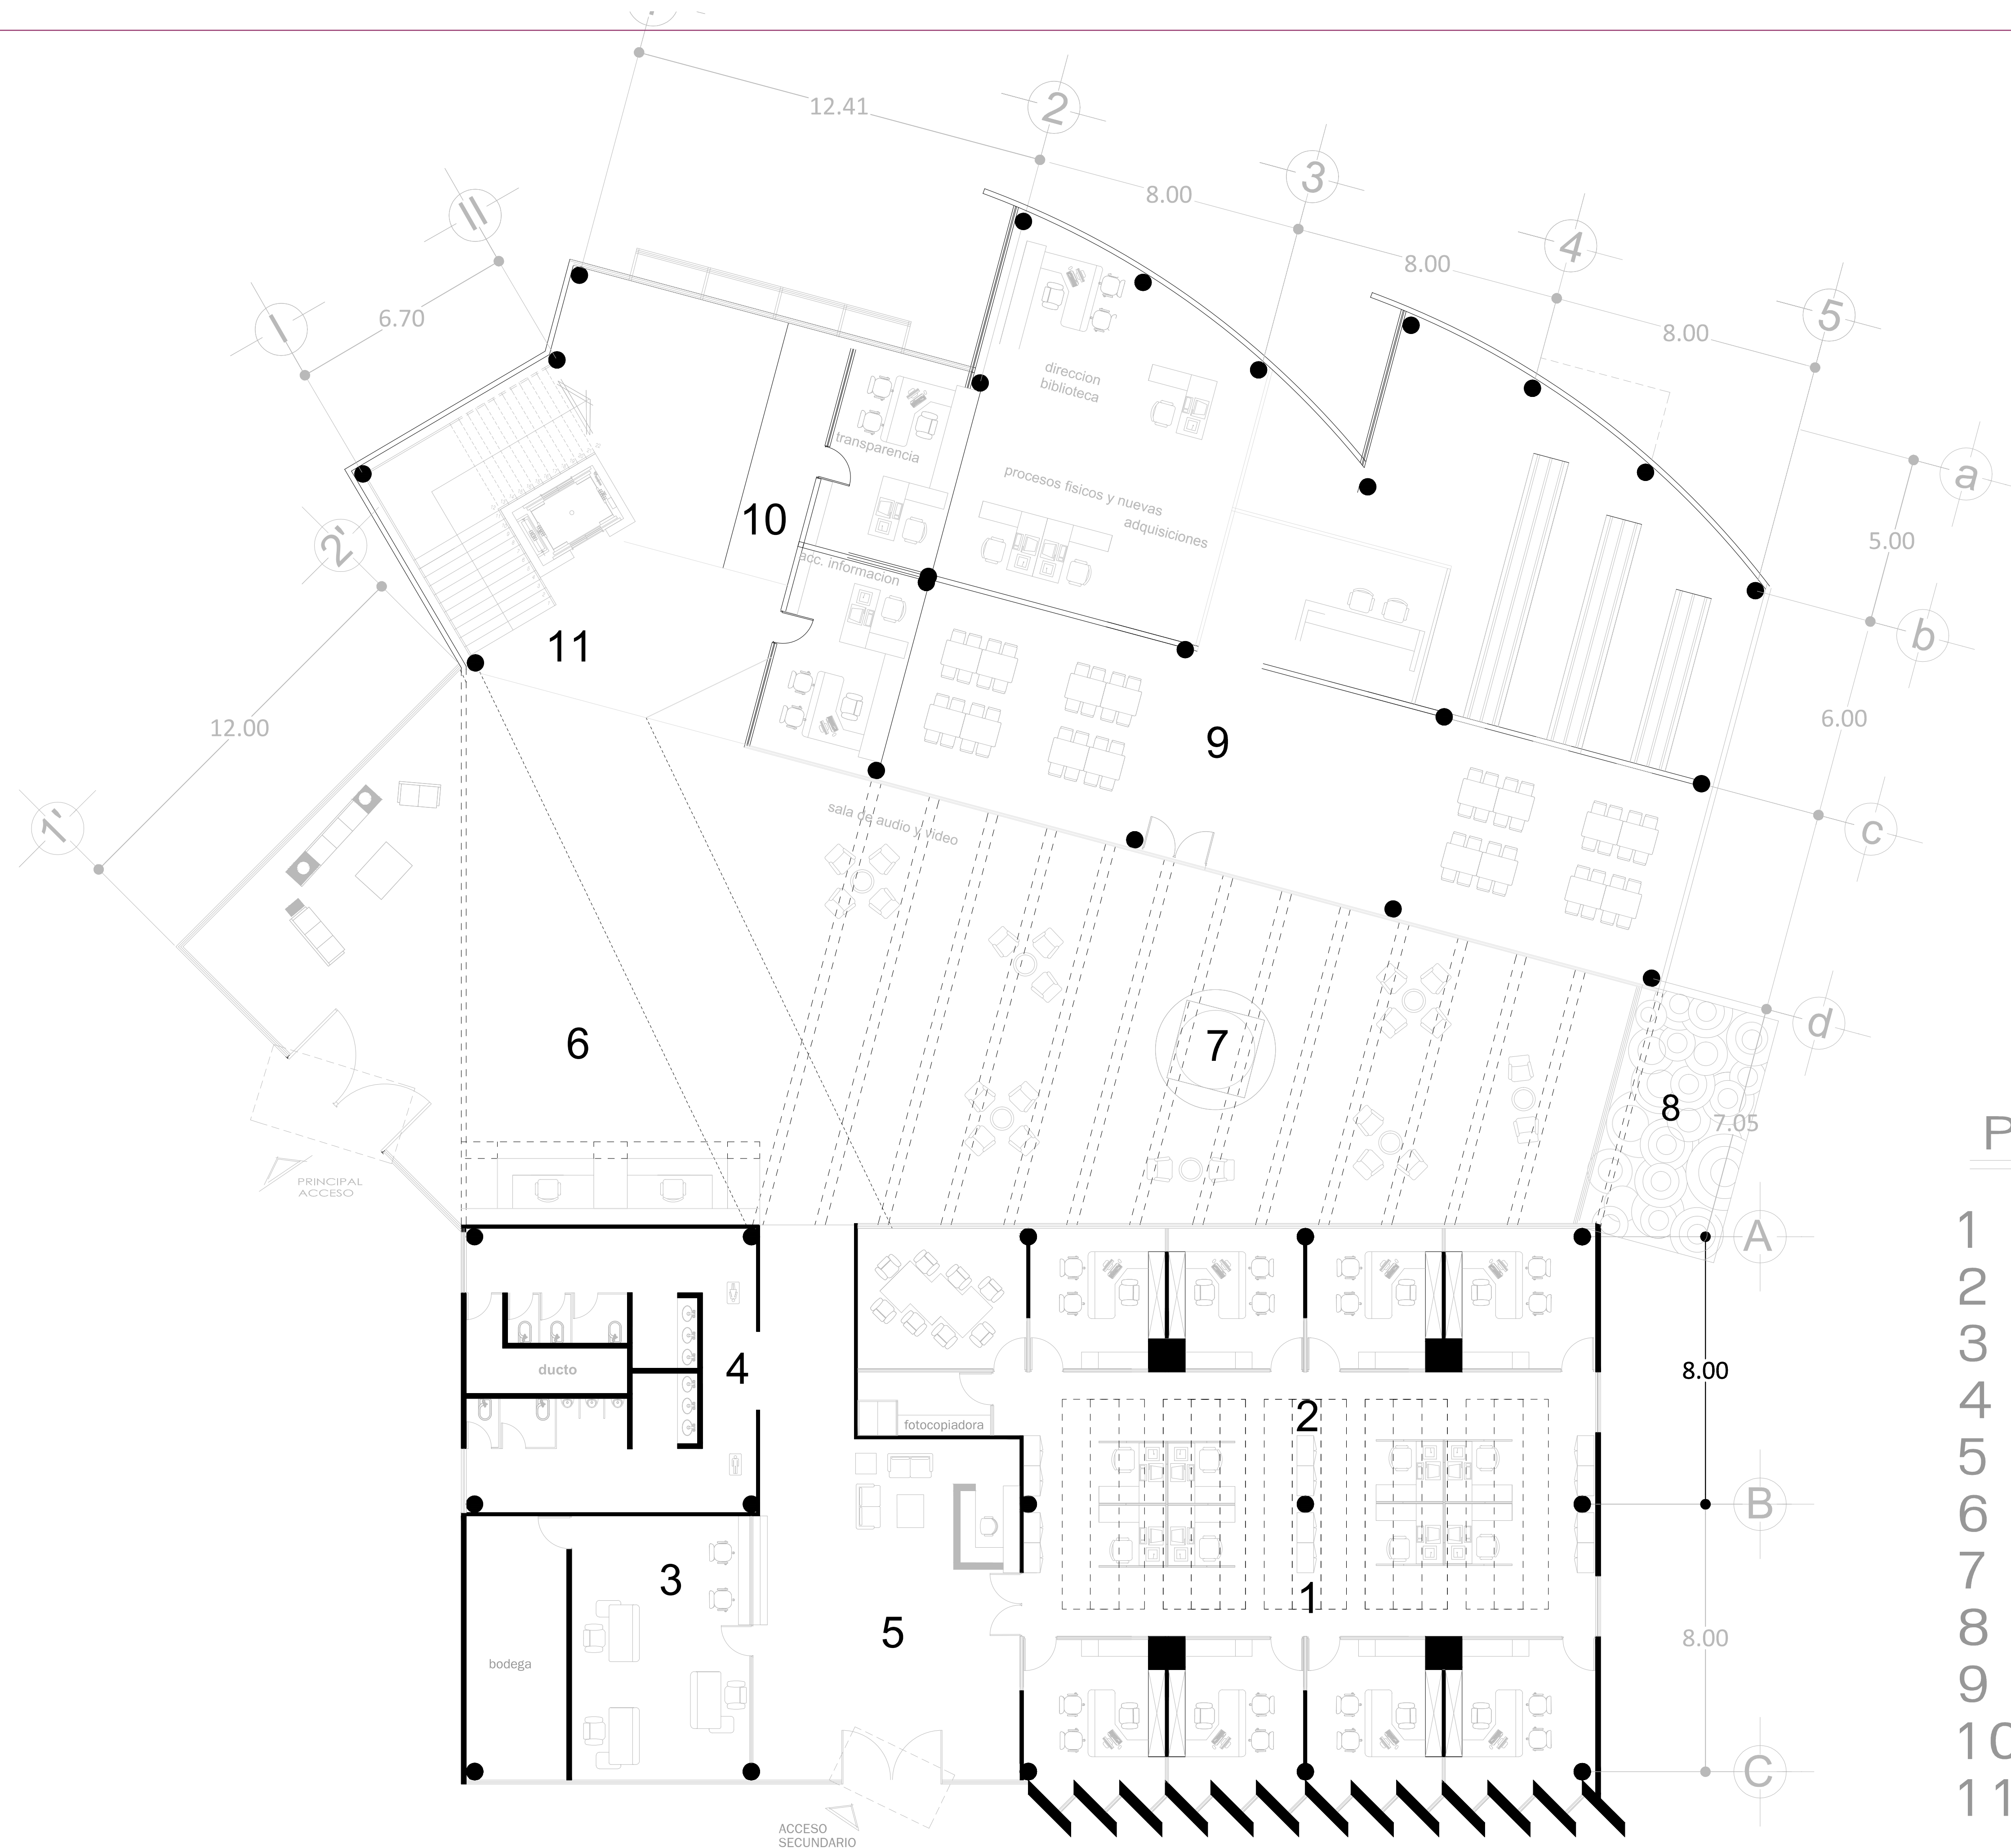 12.41
2
8.00
3
8.00
4
8.00
5
II
I
6.70
a
5.00
b
6.00
c
d
7.05
2'
12.00
1'
direccion
biblioteca
transparencia
procesos fisicos y nuevas
adquisiciones
10
acc. informacion
11
9
sala de audio y video
6
7
8
PRINCIPAL
ACCESO
P
1
2
3
4
5
6
7
8
9
10
11
A
8.00
B
8.00
C
ducto
4
fotocopiadora
2
3
1
5
bodega
ACCESO
SECUNDARIO